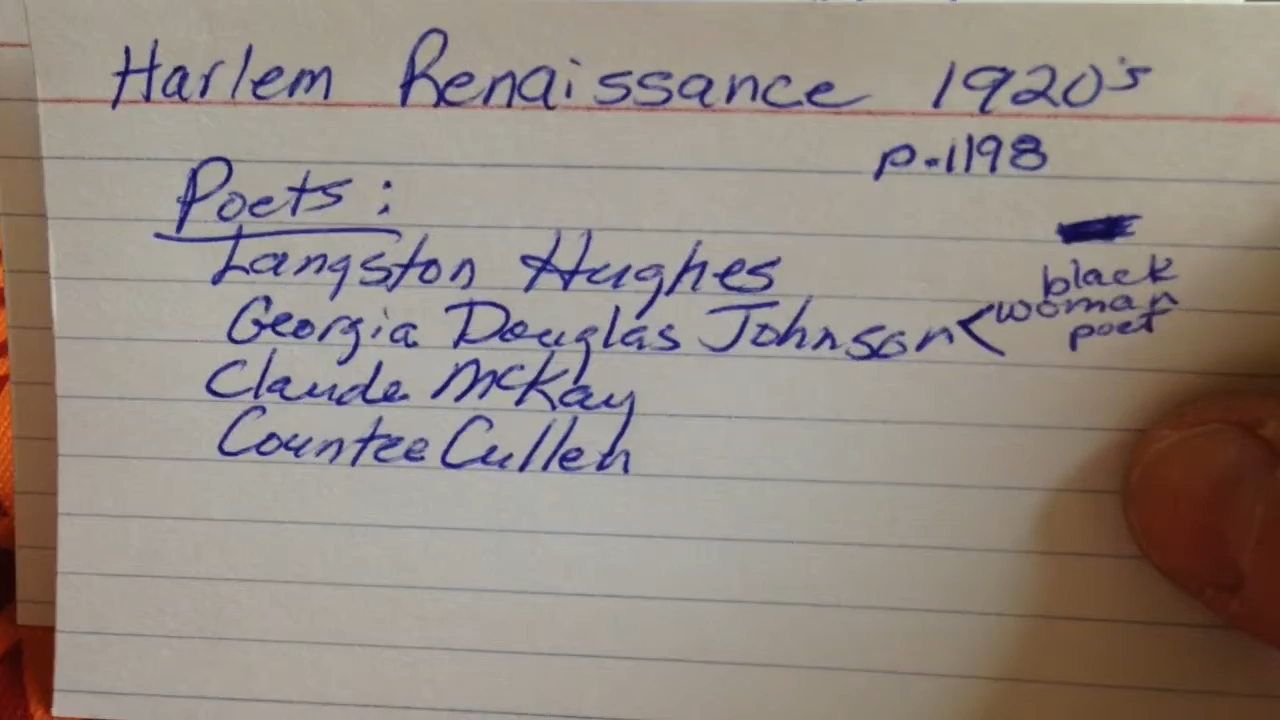 Harlem Renaissance 1920's
p.1198
Poets:
Langston Hughes
Georgia Douglas Johnson < black woman poet
Claude McKay
Countee Cullen